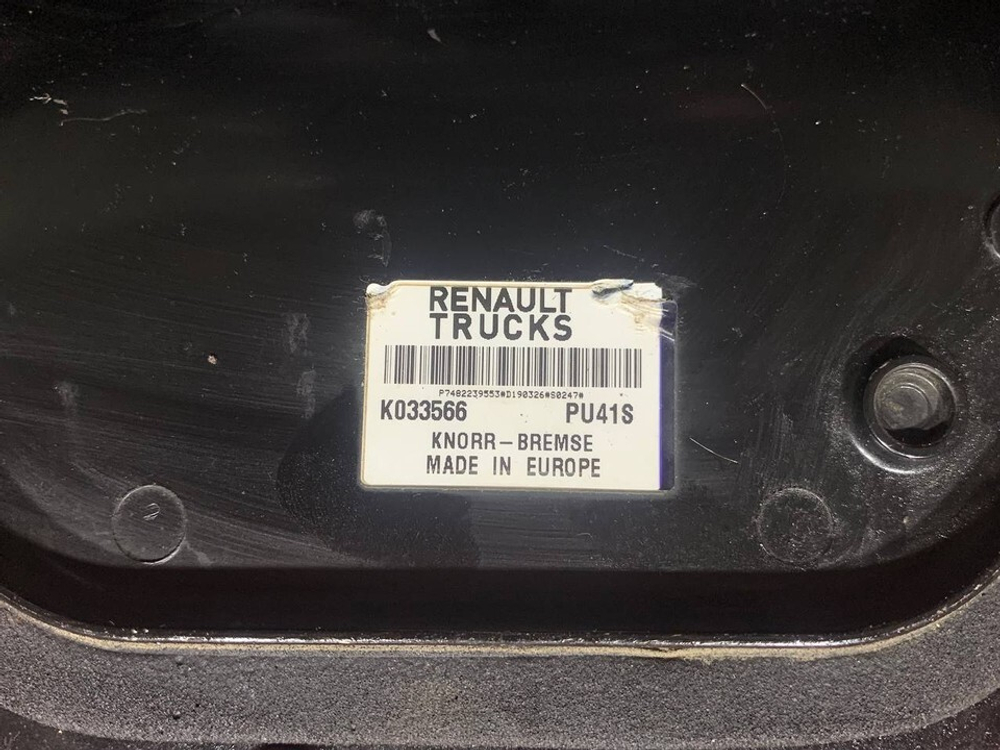 RENAULT
TRUCKS
P7482239553#D190326#S0247#
K033566 PU41S
KNORR-BREMSE
MADE IN EUROPE